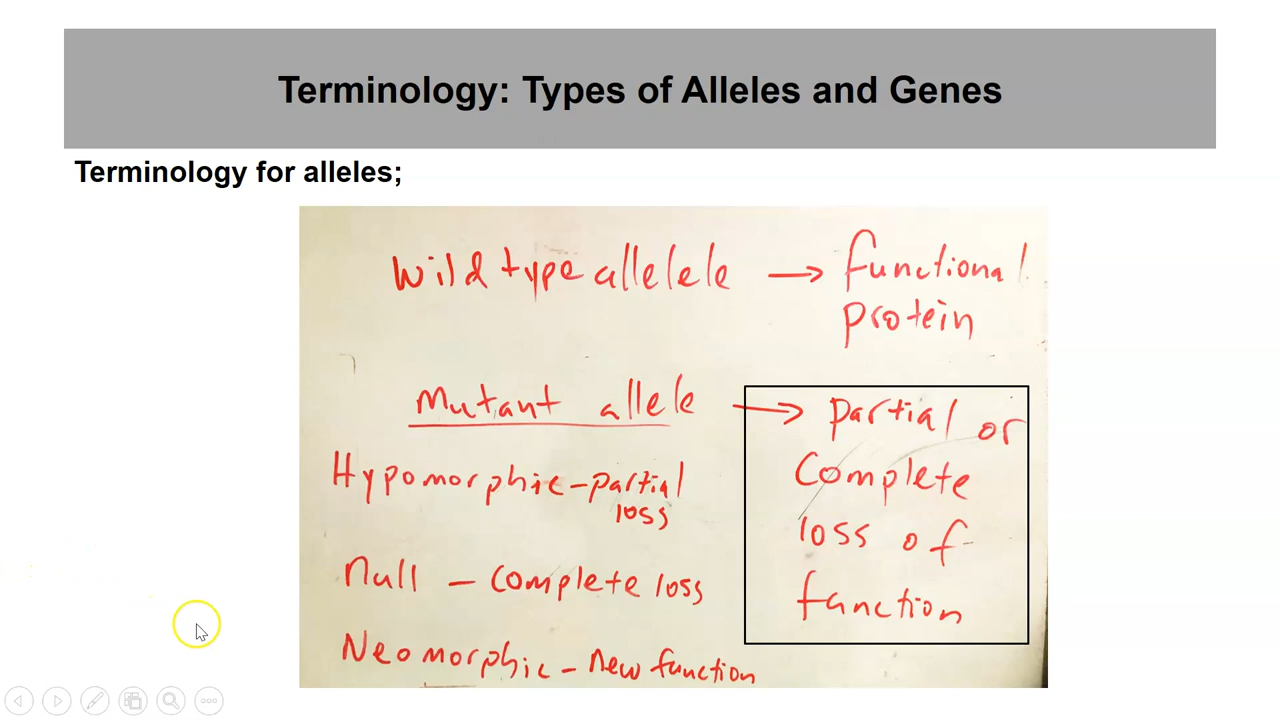 Terminology: Types of Alleles and Genes
Terminology for alleles;
Wild type allelele → functional
protein
Mutant allele → partial or
Complete
loss of
function
Hypomorphic - partial
loss
Null - Complete loss
Neomorphic - New function